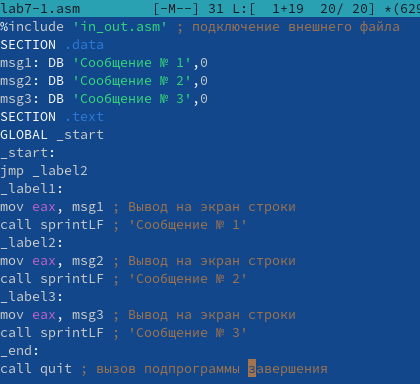 lab7-1.asm [-M--] 31 L:[ 1+19 20/ 20] *(629
%include 'in_out.asm' ; подключение внешнего файла
SECTION .data
msg1: DB 'Сообщение № 1',0
msg2: DB 'Сообщение № 2',0
msg3: DB 'Сообщение № 3',0
SECTION .text
GLOBAL _start
_start:
jmp _label2
_label1:
mov eax, msg1 ; Вывод на экран строки
call sprintLF ; 'Сообщение № 1'
_label2:
mov eax, msg2 ; Вывод на экран строки
call sprintLF ; 'Сообщение № 2'
_label3:
mov eax, msg3 ; Вывод на экран строки
call sprintLF ; 'Сообщение № 3'
_end:
call quit ; вызов подпрограммы завершения